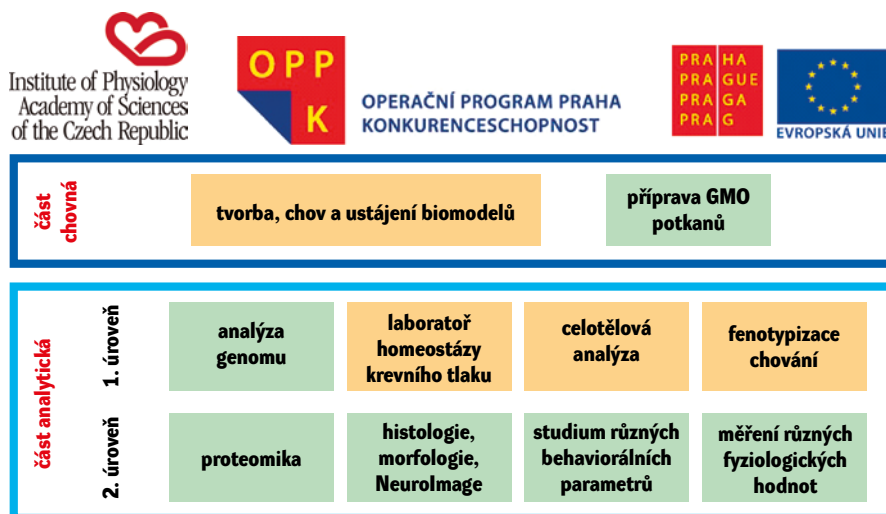 Institute of Physiology
Academy of Sciences
of the Czech Republic
OPP
K
OPERAČNÍ PROGRAM PRAHA
KONKURENCESCHOPNOST
PRA HA
PRA GUE
PRA GA
PRA G
EVROPSKÁ UNIE
část
chovná
tvorba, chov a ustájení biomodelů
příprava GMO
potkanů
část analytická
1. úroveň
analýza
genomu
laboratoř
homeostázy
krevního tlaku
celotělová
analýza
fenotypizace
chování
2. úroveň
proteomika
histologie,
morfologie,
NeuroImage
studium různých
behaviorálních
parametrů
měření různých
fyziologických
hodnot